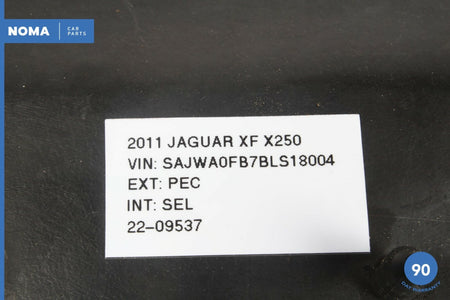 NOMA CAR
PARTS
2011 JAGUAR XF X250
VIN: SAJWA0FB7BLS18004
EXT: PEC
INT: SEL
22-09537
90
DAY WARRANTY